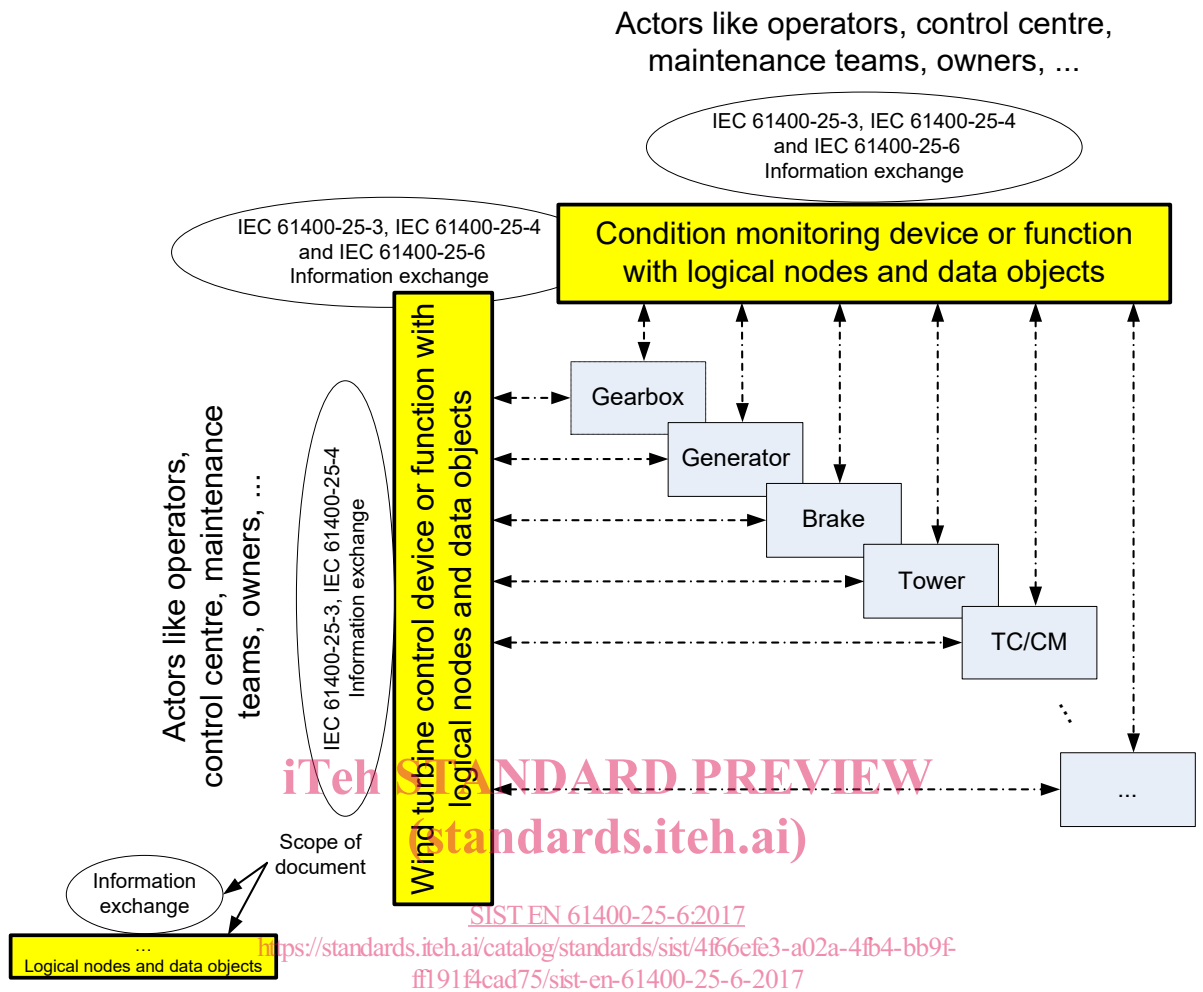 Actors like operators, control centre,
maintenance teams, owners, ...
IEC 61400-25-3, IEC 61400-25-4
and IEC 61400-25-6
Information exchange
IEC 61400-25-3, IEC 61400-25-4
and IEC 61400-25-6
Information exchange
Condition monitoring device or function
with logical nodes and data objects
Actors like operators,
control centre, maintenance
teams, owners, ...
IEC 61400-25-3, IEC 61400-25-4
Information exchange
Wind turbine control device or function with
logical nodes and data objects
Gearbox
Generator
Brake
Tower
TC/CM
...
...
iTeh STANDARD PREVIEW
(standards.iteh.ai)
Scope of
document
Information
exchange
...
Logical nodes and data objects
SIST EN 61400-25-6:2017
https://standards.iteh.ai/catalog/standards/sist/4f66efe3-a02a-4fb4-bb9f-
ff191f4cad75/sist-en-61400-25-6-2017